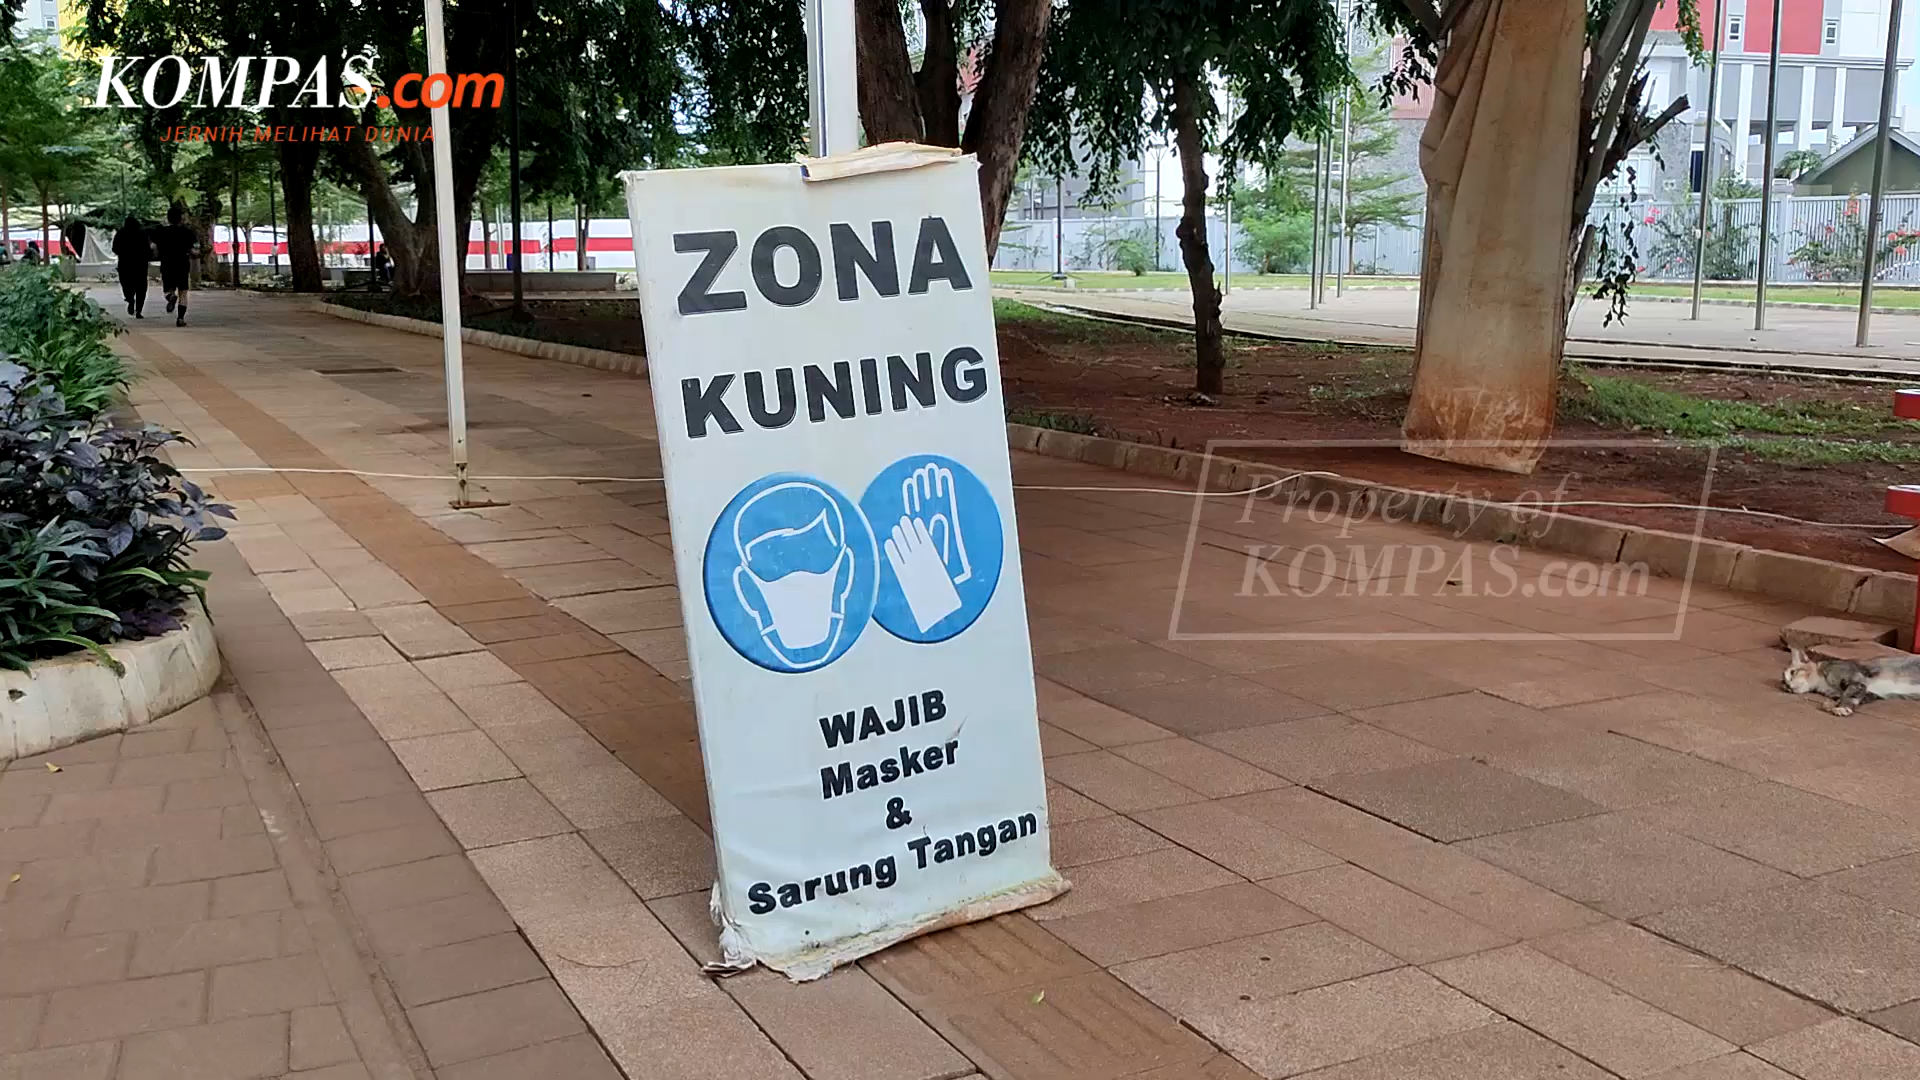 KOMPAS.com
JERNIH MELIHAT DUNIA
ZONA
KUNING
WAJIB
Masker
&
Sarung Tangan
Property of
KOMPAS.com